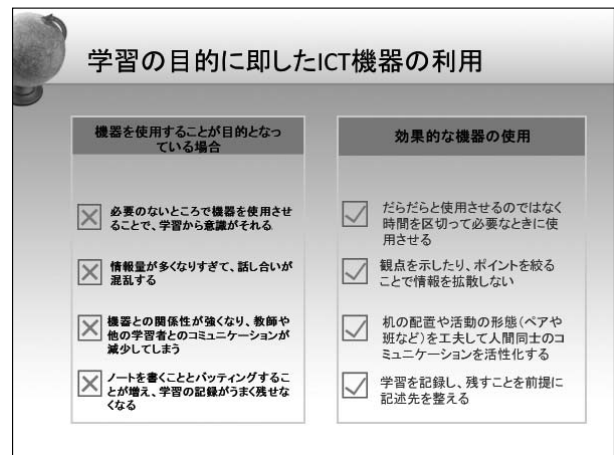 学習の目的に即したICT機器の利用
機器を使用することが目的となっ
ている場合
必要のないところで機器を使用させ
ることで、学習から意識がそれる
情報量が多くなりすぎて、話し合いが
混乱する
機器との関係性が強くなり、教師や
他の学習者とのコミュニケーションが
減少してしまう
ノートを書くこととバッティングするこ
とが増え、学習の記録がうまく残せな
くなる
効果的な機器の使用
だらだらと使用させるのではなく
時間を区切って必要なときに使
用させる
観点を示したり、ポイントを絞る
ことで情報を拡散しない
机の配置や活動の形態(ペアや
班など)を工夫して人間同士のコ
ミュニケーションを活性化する
学習を記録し、残すことを前提に
記述先を整える